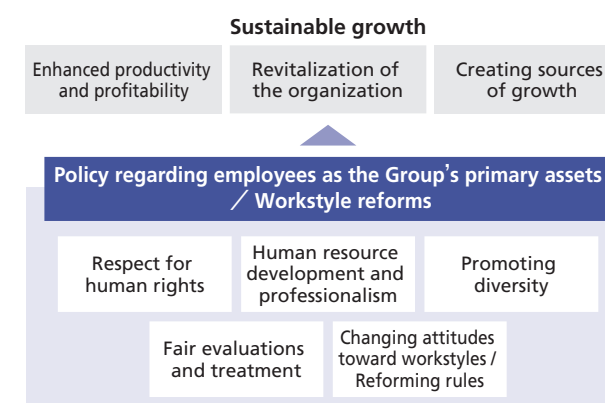 Sustainable growth
Enhanced productivity
and profitability
Revitalization of
the organization
Creating sources
of growth
Policy regarding employees as the Group's primary assets
／ Workstyle reforms
Respect for
human rights
Human resource
development and
professionalism
Promoting
diversity
Fair evaluations
and treatment
Changing attitudes
toward workstyles /
Reforming rules